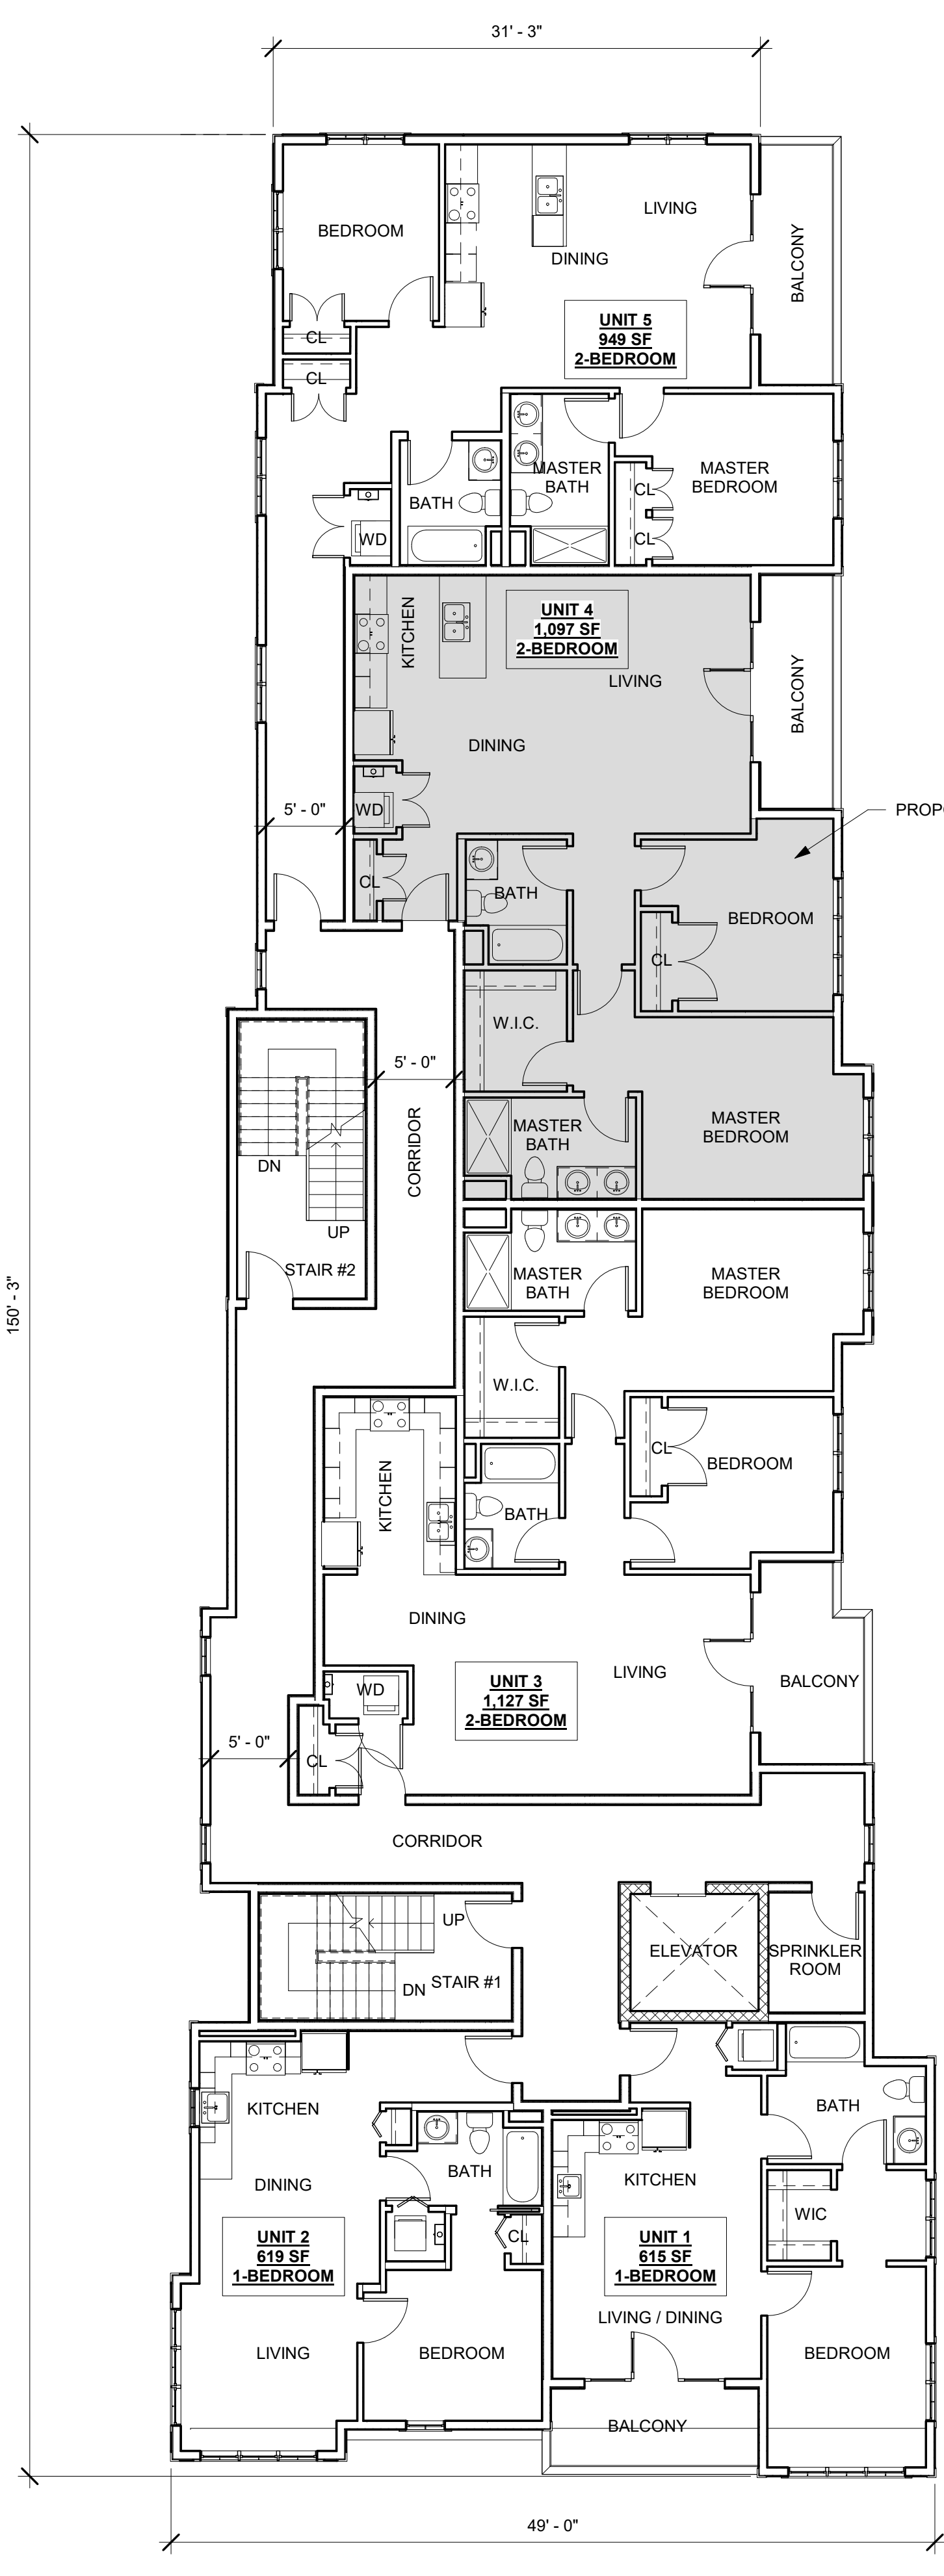 31' - 3"
BEDROOM
LIVING
DINING
BALCONY
UNIT 5
949 SF
2-BEDROOM
CL
CL
MASTER
BATH
MASTER
BEDROOM
CL
BATH
CL
WD
UNIT 4
1,097 SF
2-BEDROOM
KITCHEN
LIVING
BALCONY
DINING
5' - 0"
WD
PROP
CL
BATH
BEDROOM
CL
W.I.C.
5' - 0"
CORRIDOR
MASTER
BATH
MASTER
BEDROOM
DN
UP
STAIR #2
150' - 3"
MASTER
BATH
MASTER
BEDROOM
W.I.C.
CL
BEDROOM
KITCHEN
BATH
DINING
LIVING
BALCONY
WD
UNIT 3
1,127 SF
2-BEDROOM
5' - 0"
CL
CORRIDOR
UP
DN
STAIR #1
ELEVATOR
SPRINKLER
ROOM
KITCHEN
BATH
BATH
DINING
KITCHEN
WIC
UNIT 2
619 SF
1-BEDROOM
CL
UNIT 1
615 SF
1-BEDROOM
LIVING / DINING
LIVING
BEDROOM
BEDROOM
BALCONY
49' - 0"